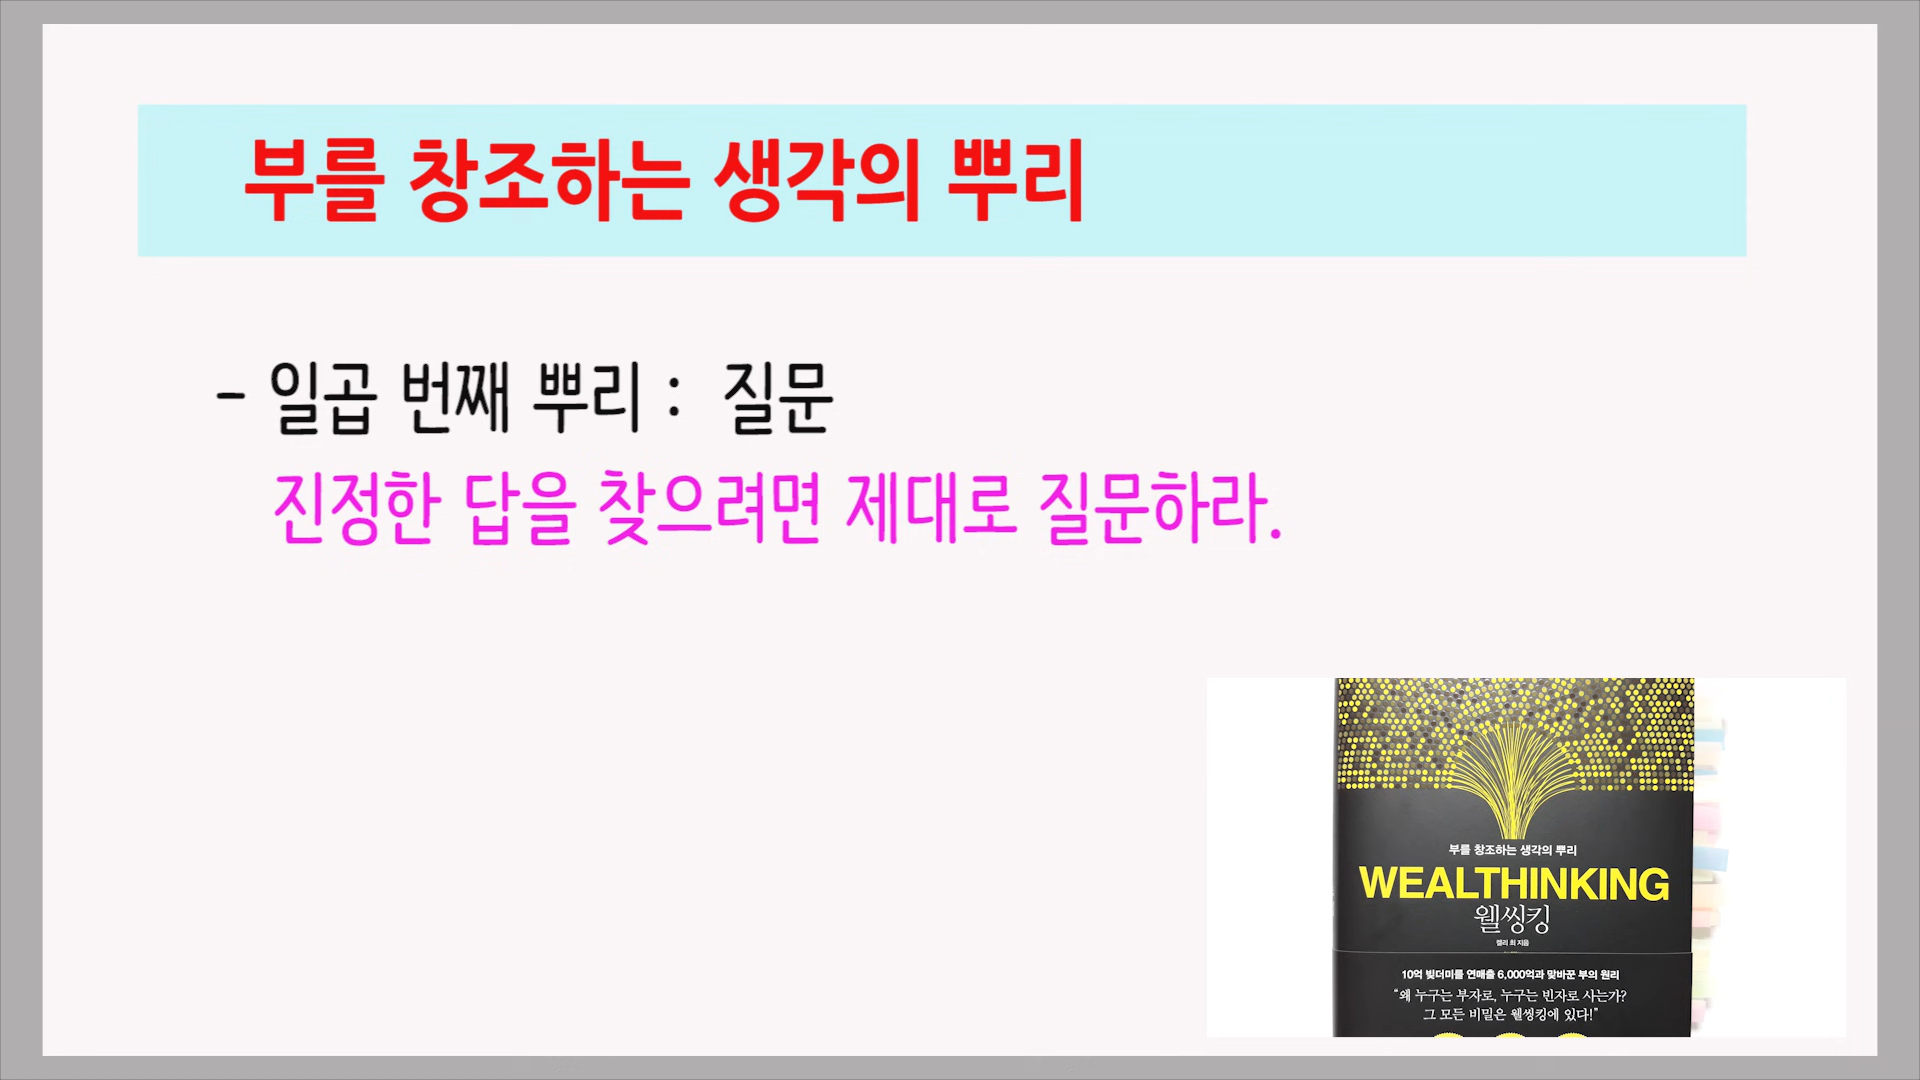 부를 창조하는 생각의 뿌리
- 일곱 번째 뿌리 : 질문
진정한 답을 찾으려면 제대로 질문하라.
부를 창조하는 생각의 뿌리
WEALTHINKING
웰씽킹
켈리 최 지음
10억 빚더미를 연매출 6,000억과 맞바꾼 부의 원리
"왜 누구는 부자로, 누구는 빈자로 사는가?
그 모든 비밀은 웰씽킹에 있다!"